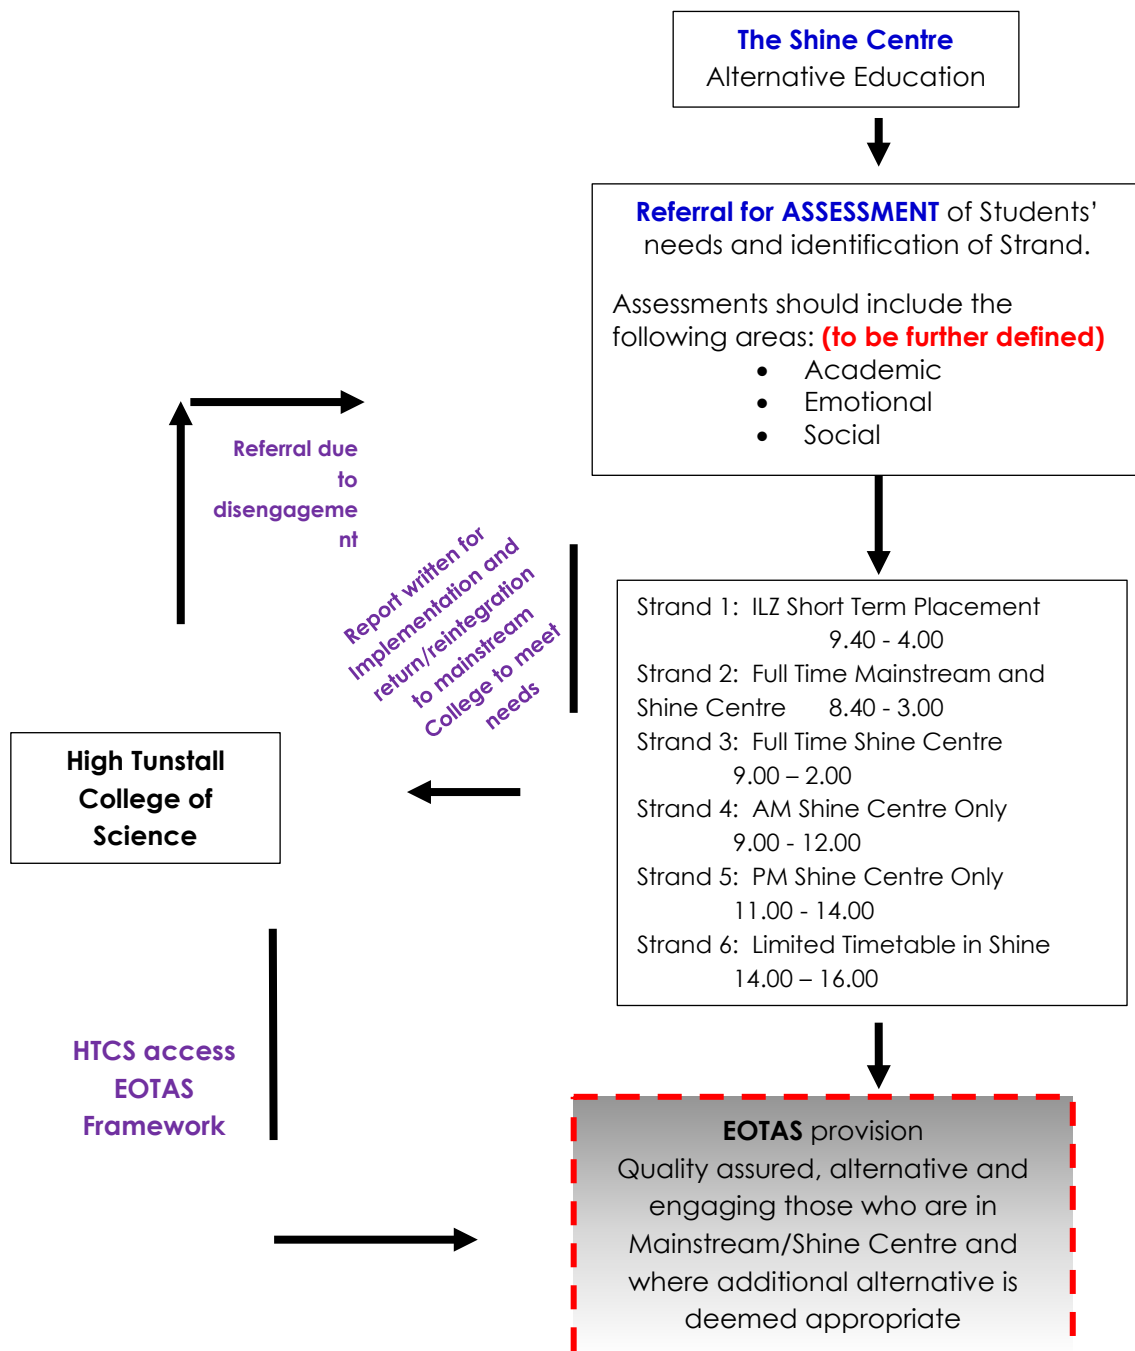 The Shine Centre
Alternative Education
Referral for ASSESSMENT of Students’
needs and identification of Strand.
Assessments should include the
following areas: (to be further defined)
• Academic
• Emotional
• Social
Referral due
to
disengageme
nt
Report written for
Implementation and
return/reintegration
to mainstream
College to meet
needs
Strand 1: ILZ Short Term Placement
9.40 - 4.00
Strand 2: Full Time Mainstream and
Shine Centre 8.40 - 3.00
Strand 3: Full Time Shine Centre
9.00 – 2.00
Strand 4: AM Shine Centre Only
9.00 - 12.00
Strand 5: PM Shine Centre Only
11.00 - 14.00
Strand 6: Limited Timetable in Shine
14.00 – 16.00
High Tunstall
College of
Science
HTCS access
EOTAS
Framework
EOTAS provision
Quality assured, alternative and
engaging those who are in
Mainstream/Shine Centre and
where additional alternative is
deemed appropriate